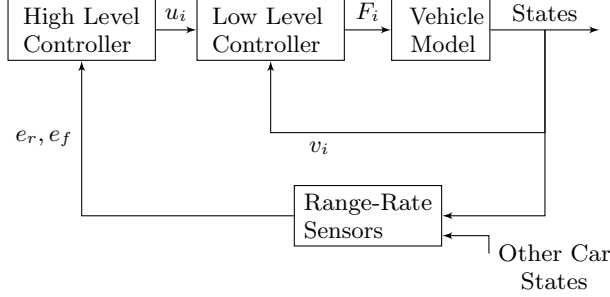 High Level
Controller
u_i
Low Level
Controller
F_i
Vehicle
Model
States
e_r, e_f
v_i
Range-Rate
Sensors
Other Car
States